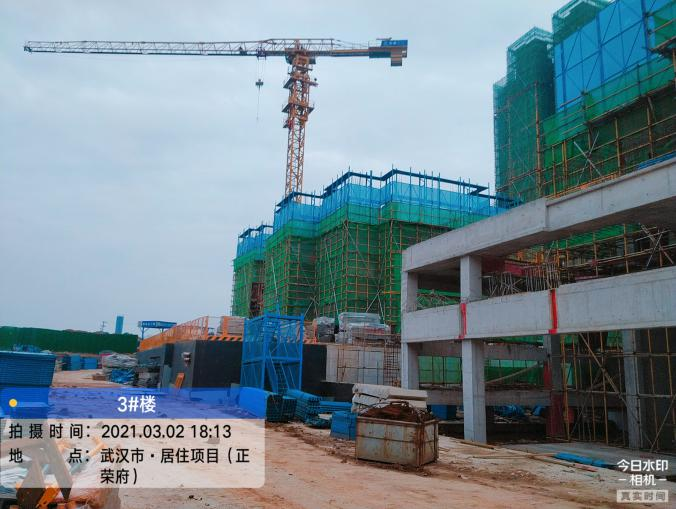 3#楼
拍摄时间：2021.03.02 18:13
地 点：武汉市·居住项目（正
荣府）
今日水印
相机
真实时间